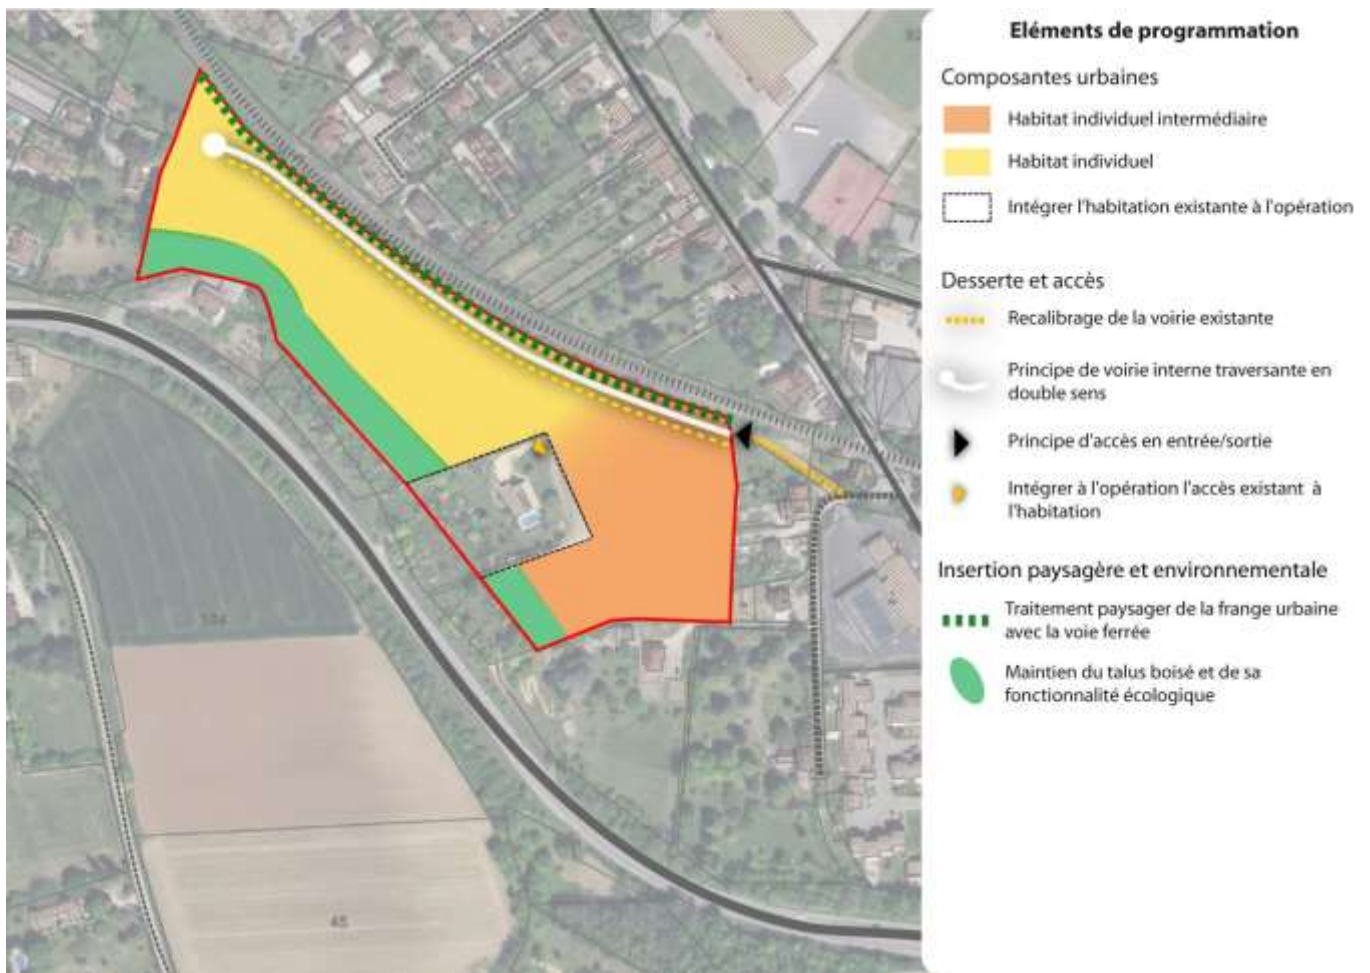 Eléments de programmation
Composantes urbaines
Habitat individuel intermédiaire
Habitat individuel
Intégrer l'habitation existante à l'opération
Desserte et accès
Recalibrage de la voirie existante
Principe de voirie interne traversante en
double sens
Principe d'accès en entrée/sortie
Intégrer à l'opération l'accès existant à
l'habitation
Insertion paysagère et environnementale
Traitement paysager de la frange urbaine
avec la voie ferrée
Maintien du talus boisé et de sa
fonctionnalité écologique